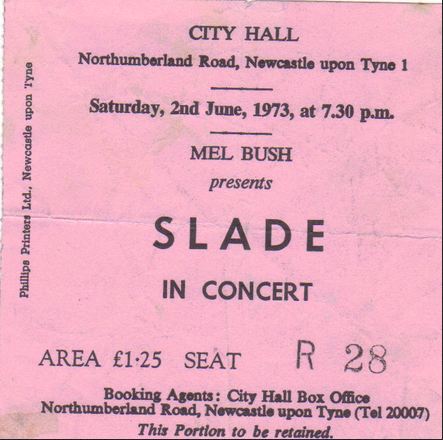 CITY HALL
Northumberland Road, Newcastle upon Tyne 1
Saturday, 2nd June, 1973, at 7.30 p.m.
MEL BUSH
presents
SLADE
IN CONCERT
AREA £1·25 SEAT R 28
Booking Agents: City Hall Box Office
Northumberland Road, Newcastle upon Tyne (Tel 20007)
This Portion to be retained.
Phillips Printers Ltd., Newcastle upon Tyne